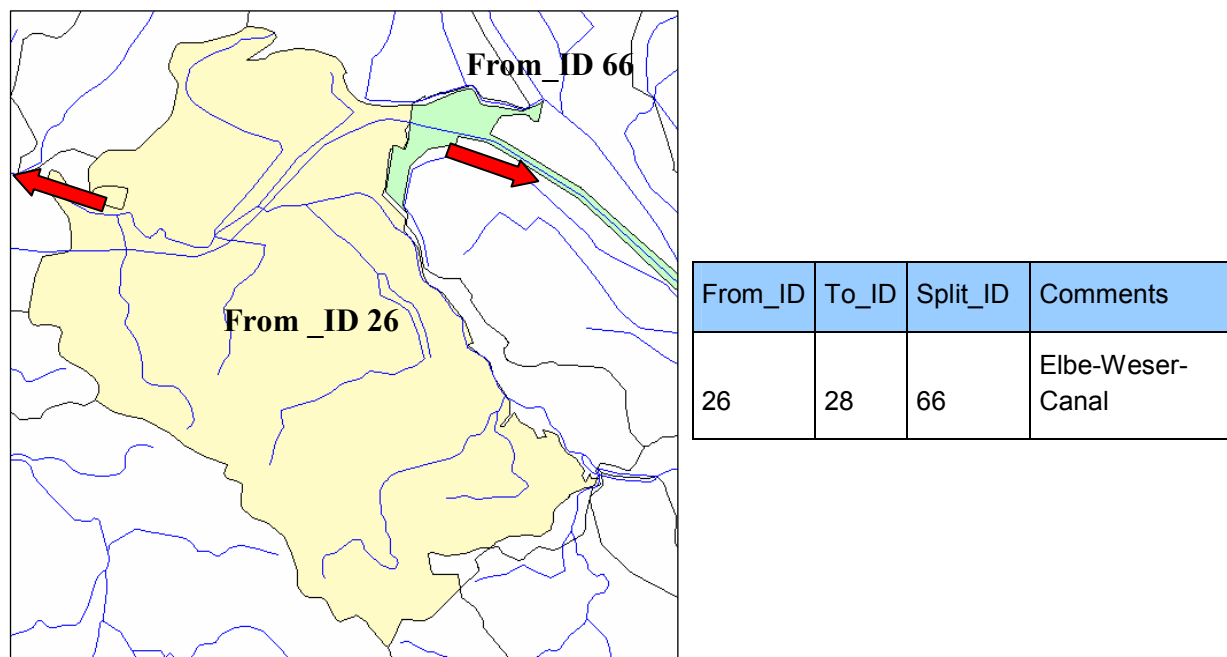 From_ID 66
From _ID 26
From_ID To_ID Split_ID Comments
26 28 66 Elbe-Weser-
Canal